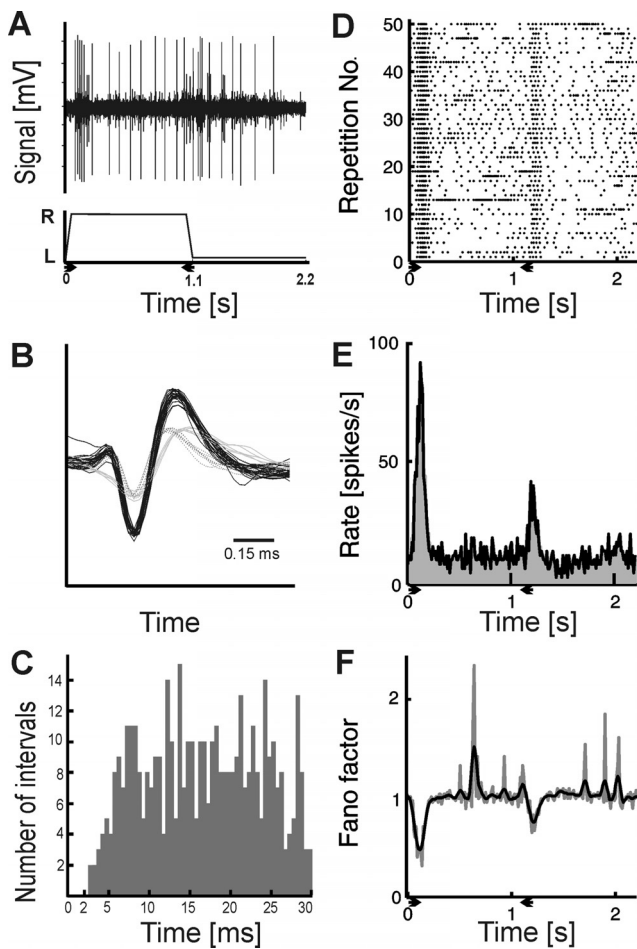 A
Signal [mV]
R
L
0
1.1
2.2
Time [s]
B
0.15 ms
Time
C
Number of intervals
14
12
10
8
6
4
2
0 2 5 10 15 20 25 30
Time [ms]
D
Repetition No.
50
40
30
20
10
0
0 1 2
Time [s]
E
Rate [spikes/s]
100
50
0
0 1 2
Time [s]
F
Fano factor
2
1
0
0 1 2
Time [s]